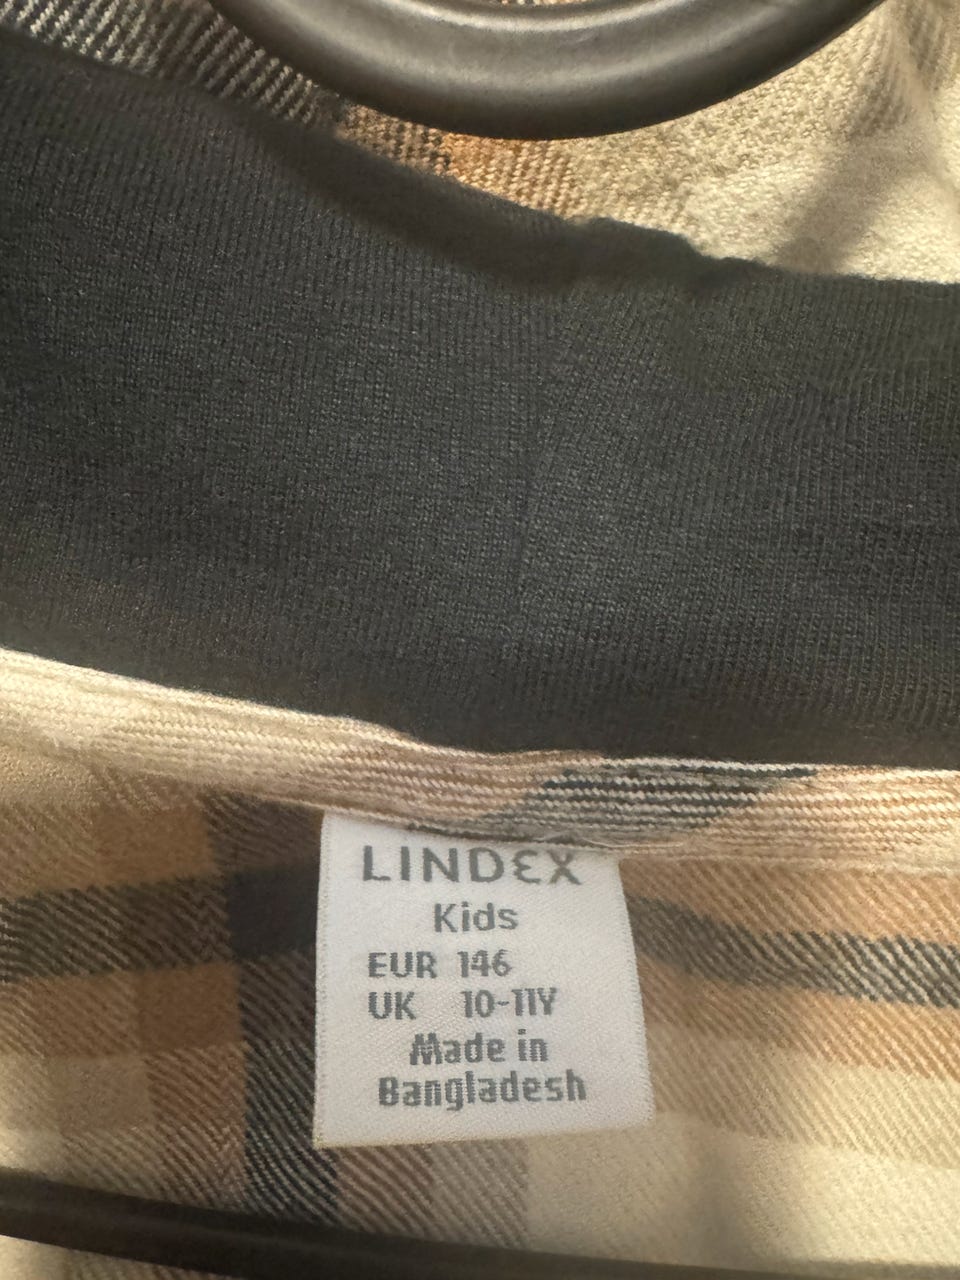 LINDEX
Kids
EUR 146
UK 10-11Y
Made in
Bangladesh